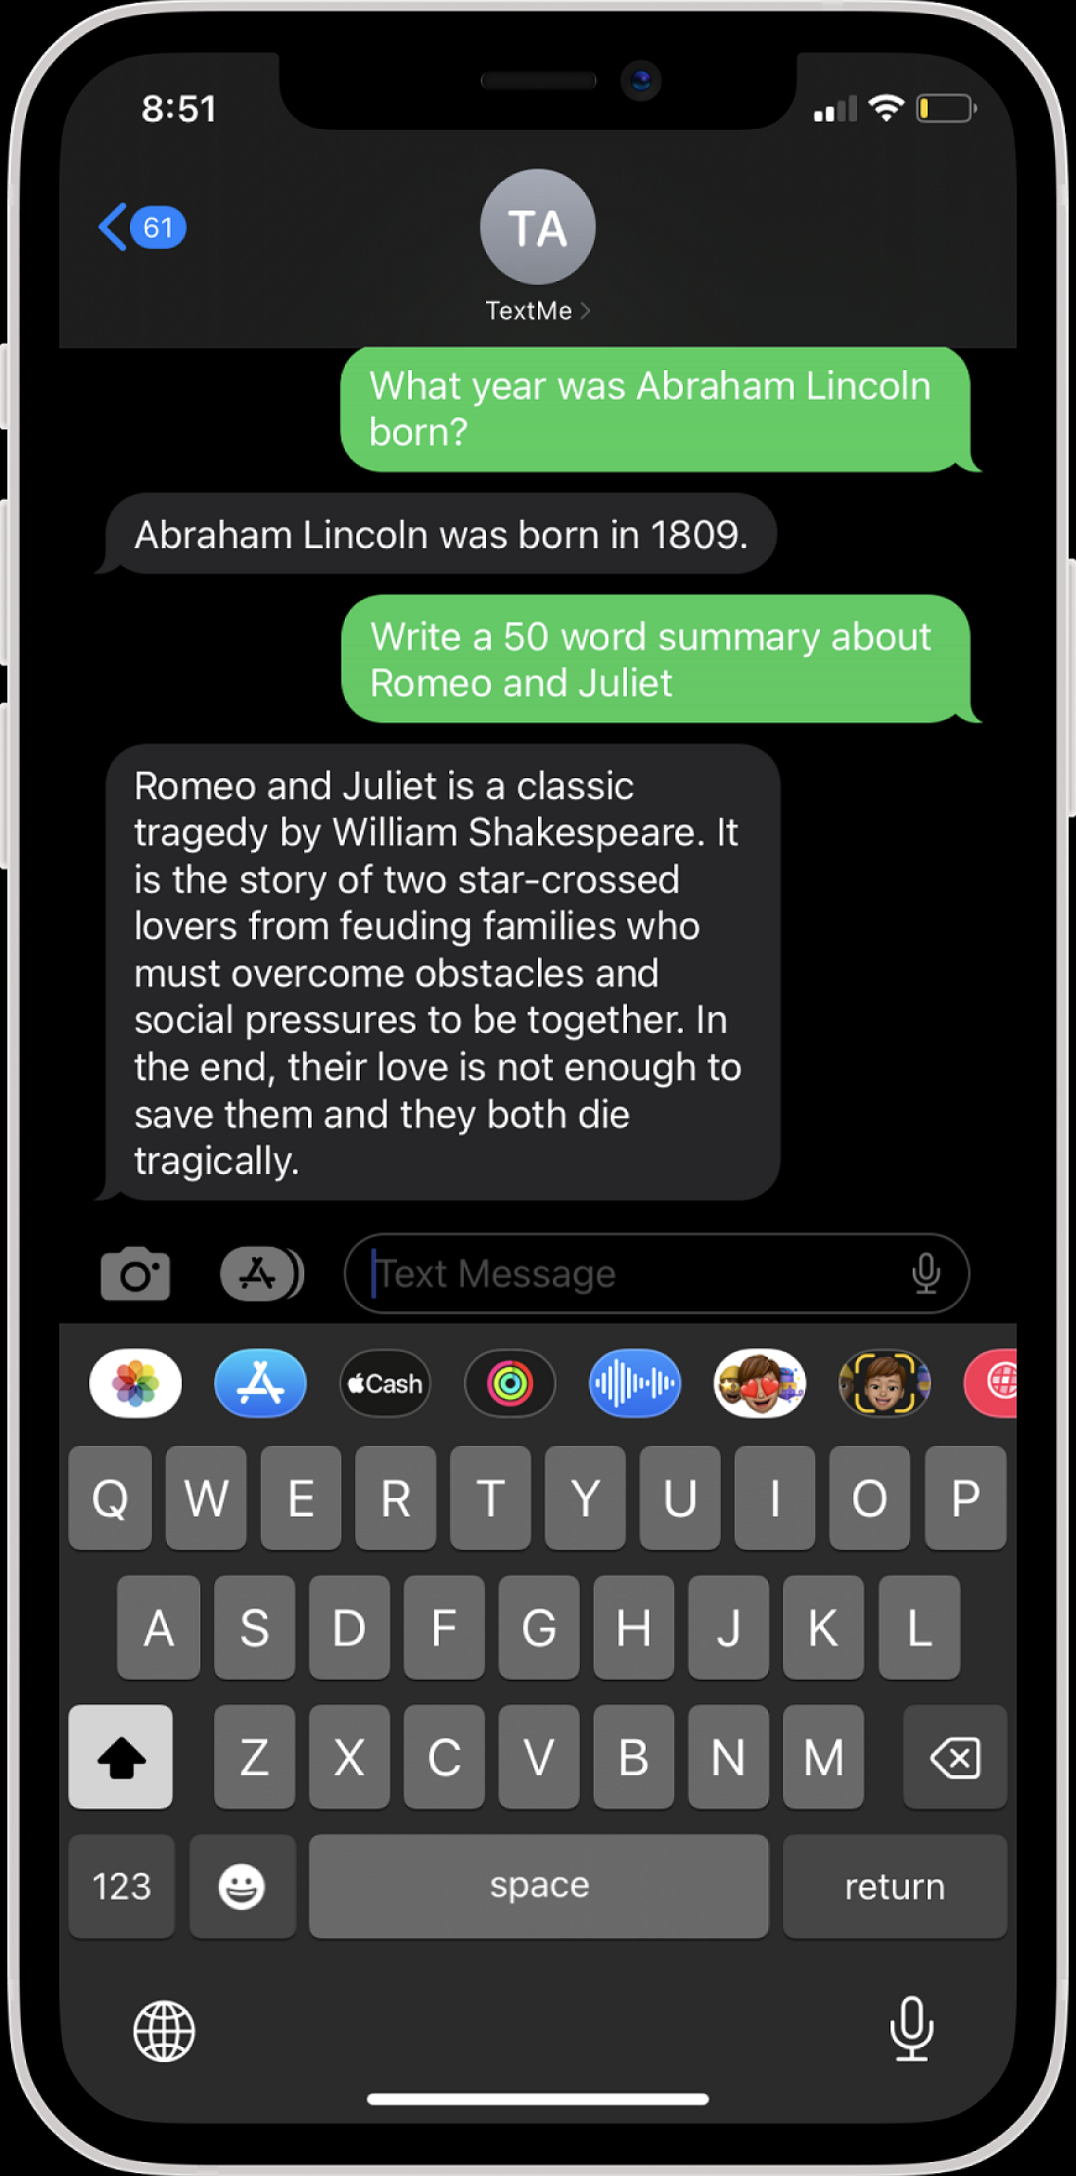 8:51
61
TA
TextMe
What year was Abraham Lincoln
born?
Abraham Lincoln was born in 1809.
Write a 50 word summary about
Romeo and Juliet
Romeo and Juliet is a classic
tragedy by William Shakespeare. It
is the story of two star-crossed
lovers from feuding families who
must overcome obstacles and
social pressures to be together. In
the end, their love is not enough to
save them and they both die
tragically.
Text Message
Cash
Q W E R T Y U I O P
A S D F G H J K L
Z X C V B N M
123 space return